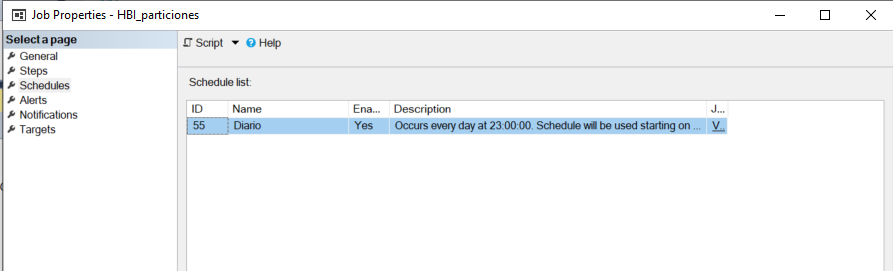 Job Properties - HBI_particiones
Select a page
General
Steps
Schedules
Alerts
Notifications
Targets
Script Help
Schedule list:
ID Name Ena... Description J...
55 Diario Yes Occurs every day at 23:00:00. Schedule will be used starting on ... V...